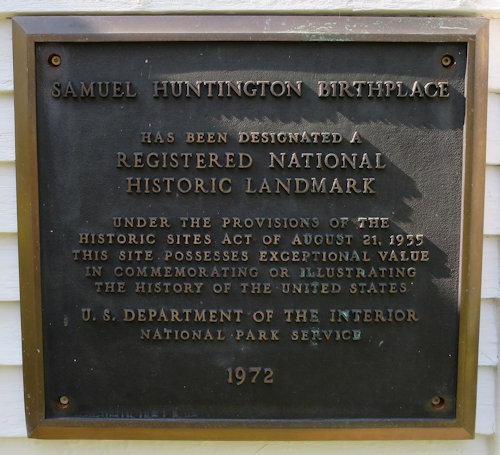 SAMUEL HUNTINGTON BIRTHPLACE
HAS BEEN DESIGNATED A
REGISTERED NATIONAL
HISTORIC LANDMARK
UNDER THE PROVISIONS OF THE
HISTORIC SITES ACT OF AUGUST 21, 1935
THIS SITE POSSESSES EXCEPTIONAL VALUE
IN COMMEMORATING OR ILLUSTRATING
THE HISTORY OF THE UNITED STATES
U. S. DEPARTMENT OF THE INTERIOR
NATIONAL PARK SERVICE
1972